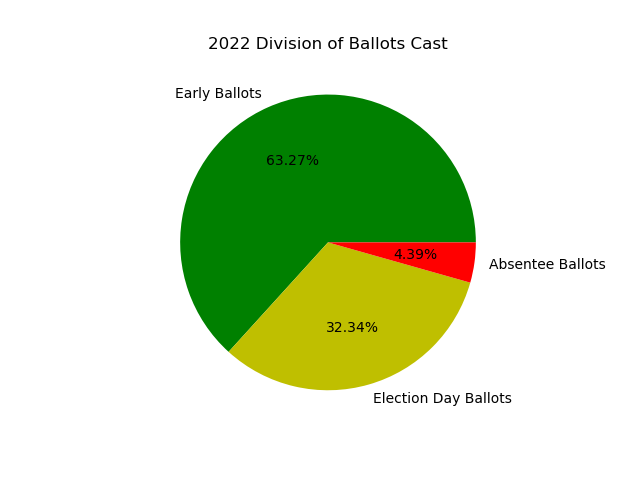 2022 Division of Ballots Cast
Early Ballots
63.27%
4.39%
Absentee Ballots
32.34%
Election Day Ballots